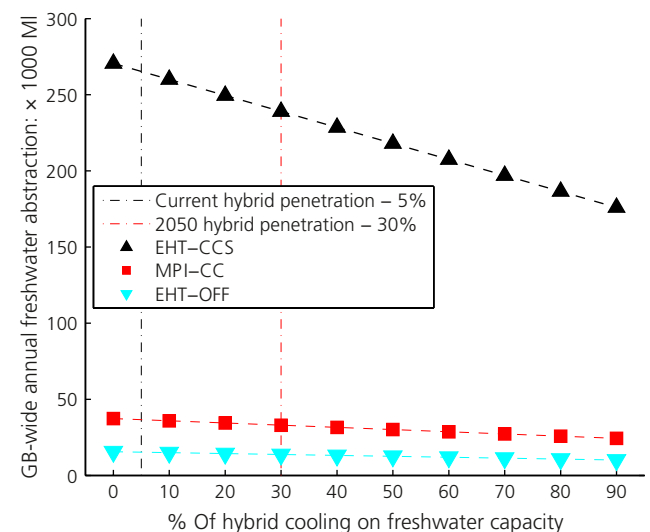 300
250
200
150
100
50
0
GB-wide annual freshwater abstraction: × 1000 Ml
Current hybrid penetration – 5%
2050 hybrid penetration – 30%
EHT–CCS
MPI–CC
EHT–OFF
0 10 20 30 40 50 60 70 80 90
% Of hybrid cooling on freshwater capacity